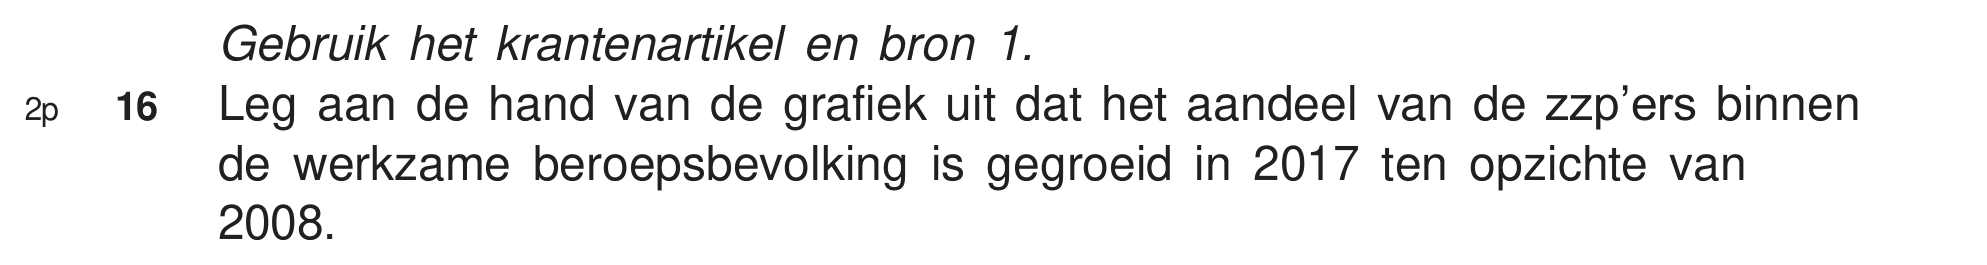 Gebruik het krantenartikel en bron 1.
2p 16 Leg aan de hand van de grafiek uit dat het aandeel van de zzp’ers binnen
de werkzame beroepsbevolking is gegroeid in 2017 ten opzichte van
2008.